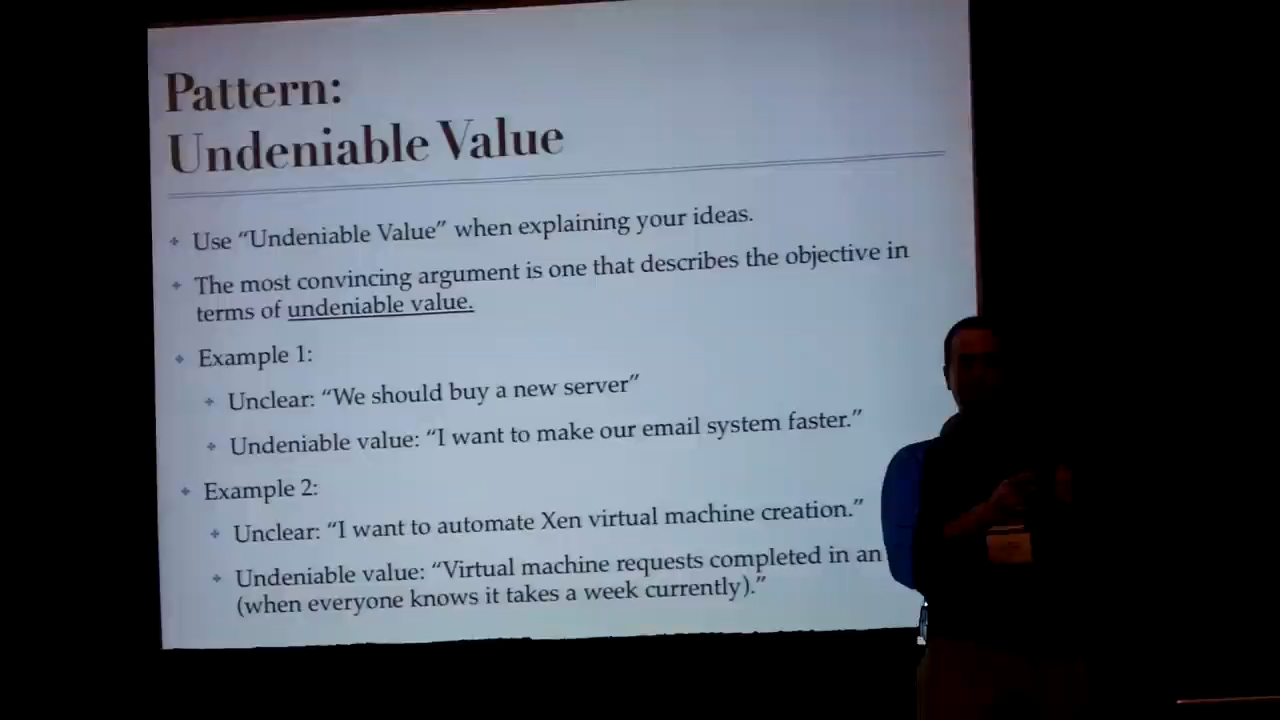 Pattern:
Undeniable Value
Use “Undeniable Value” when explaining your ideas.
The most convincing argument is one that describes the objective in
terms of undeniable value.
Example 1:
Unclear: “We should buy a new server”
Undeniable value: “I want to make our email system faster.”
Example 2:
Unclear: “I want to automate Xen virtual machine creation.”
Undeniable value: “Virtual machine requests completed in an
(when everyone knows it takes a week currently).”